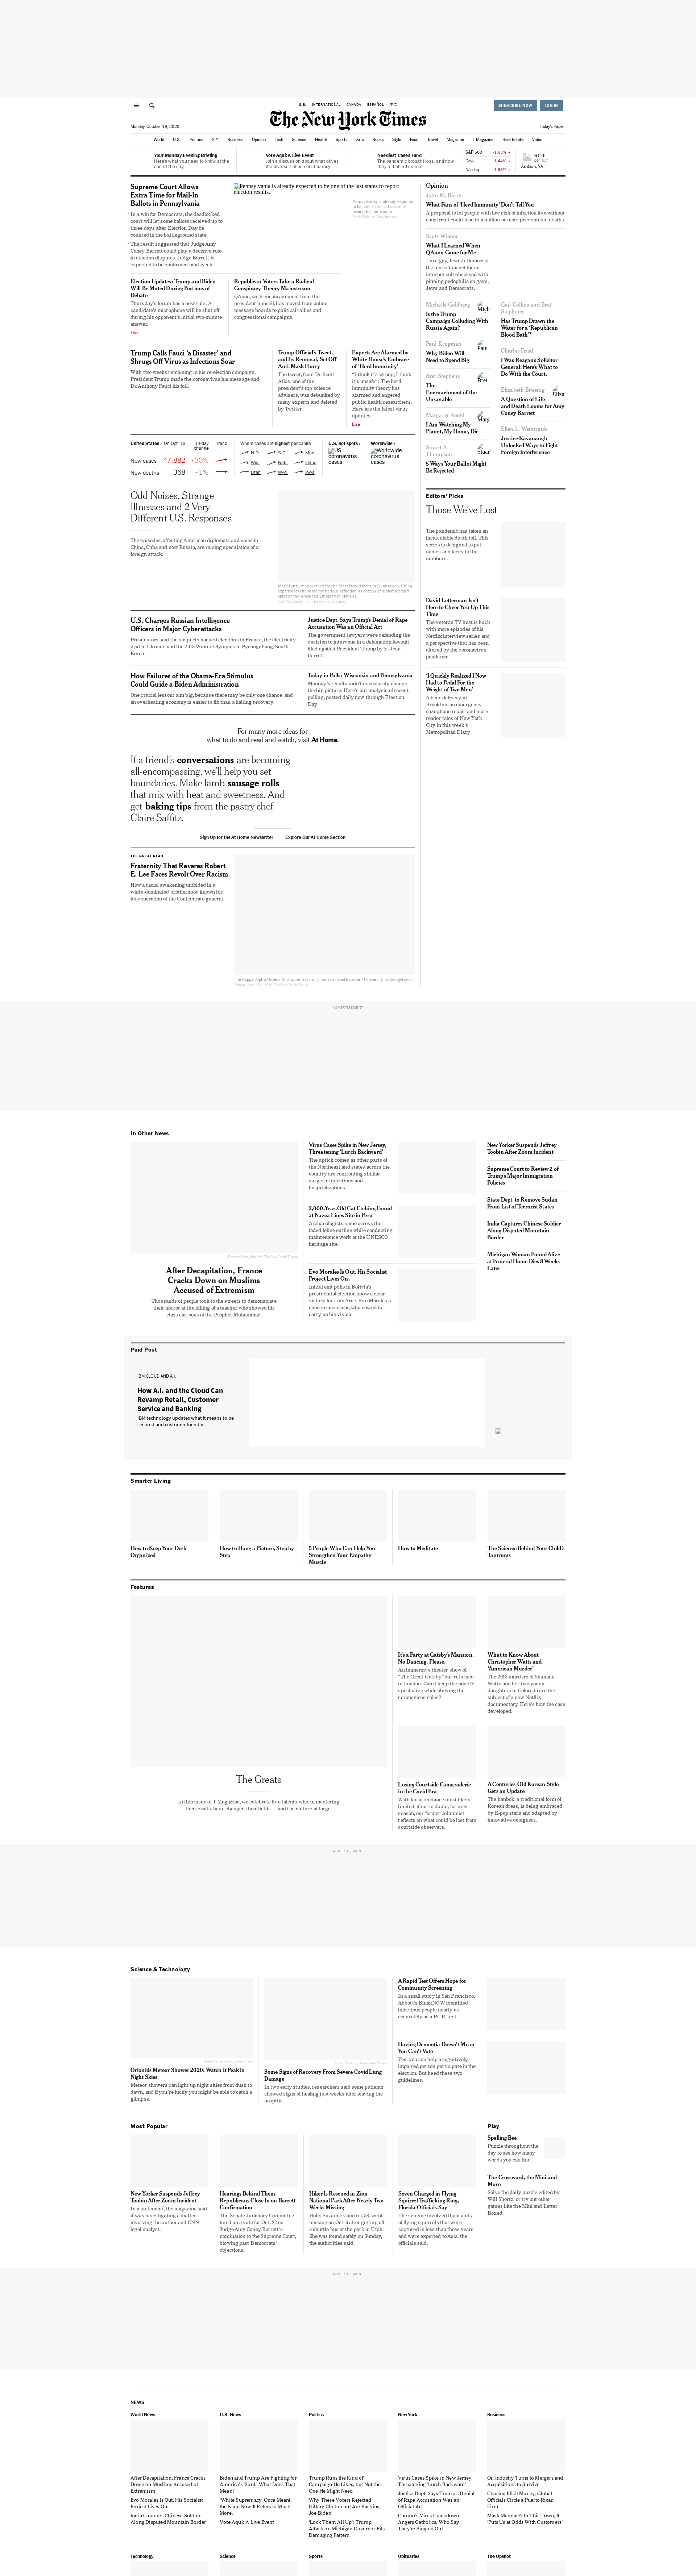 U.S. INTERNATIONAL CANADA ESPAÑOL 中文
SUBSCRIBE NOW LOG IN
The New York Times
Monday, October 19, 2020
Today's Paper
World U.S. Politics N.Y. Business Opinion Tech Science Health Sports Arts Books Style Food Travel Magazine T Magazine Real Estate Video
Your Monday Evening Briefing
Here's what you need to know at the end of the day.
Vote Aquí: A Live Event
Join a discussion about what drives the diverse Latino constituency.
Neediest Cases Fund
The pandemic brought loss, and now they're behind on rent.
S&P 500 -1.63% ↓
Dow -1.44% ↓
Nasdaq -1.65% ↓
61°F
Ashburn, VA
Supreme Court Allows
Extra Time for Mail-In
Ballots in Pennsylvania
In a win for Democrats, the deadlocked
court will let some ballots received up to
three days after Election Day be
counted in the battleground state.
The result suggested that Judge Amy
Coney Barrett could play a decisive role
in election disputes. Judge Barrett is
expected to be confirmed next week.
Pennsylvania is already expected to be one of the last states to report
election results.
Pennsylvania is already expected
to be one of the last states to
report election results.
Election Updates: Trump and Biden
Will Be Muted During Portions of
Debate
Thursday's forum has a new rule: A
candidate's microphone will be shut off
during his opponent's initial two-minute
answers.
Live
Republican Voters Take a Radical
Conspiracy Theory Mainstream
QAnon, with encouragement from the
president himself, has moved from online
message boards to political rallies and
congressional campaigns.
Trump Calls Fauci 'a Disaster' and
Shrugs Off Virus as Infections Soar
With two weeks remaining in his re-election campaign,
President Trump made the coronavirus his message and
Dr. Anthony Fauci his foil.
Trump Official's Tweet,
and Its Removal, Set Off
Anti-Mask Flurry
The tweet, from Dr. Scott
Atlas, one of the
president's top science
advisers, was debunked by
many experts and deleted
by Twitter.
Experts Are Alarmed by
White House's Embrace
of 'Herd Immunity'
"I think it's wrong, I think
it's unsafe": The herd
immunity theory has
alarmed and angered
public health researchers.
Here are the latest virus
updates.
Live
United States › On Oct. 18 14-day change Trend
New cases 47,882 +30%
New deaths 368 –1%
Where cases are highest per capita
N.D. S.D. Mont.
Wis. Neb. Idaho
Utah Wyo. Iowa
U.S. hot spots ›
US
coronavirus
cases
Worldwide ›
Worldwide
coronavirus
cases
Odd Noises, Strange
Illnesses and 2 Very
Different U.S. Responses
The episodes, affecting American diplomats and spies in
China, Cuba and now Russia, are raising speculation of a
foreign attack.
Mark Lenzi, who worked for the State Department in Guangzhou, China,
experienced the same mysterious affliction as dozens of diplomats and
spies at the American Embassy in Havana.
U.S. Charges Russian Intelligence
Officers in Major Cyberattacks
Prosecutors said the suspects hacked elections in France, the electricity
grid in Ukraine and the 2018 Winter Olympics in Pyeongchang, South
Korea.
Justice Dept. Says Trump's Denial of Rape
Accusation Was an Official Act
The government lawyers were defending the
decision to intervene in a defamation lawsuit
filed against President Trump by E. Jean
Carroll.
How Failures of the Obama-Era Stimulus
Could Guide a Biden Administration
One crucial lesson: aim big, because there may be only one chance, and
an overheating economy is easier to fix than a halting recovery.
Today in Polls: Wisconsin and Pennsylvania
Monday's results didn't necessarily change
the big picture. Here's our analysis of recent
polling, posted daily now through Election
Day.
For many more ideas for
what to do and read and watch, visit At Home.
If a friend's conversations are becoming
all-encompassing, we'll help you set
boundaries. Make lamb sausage rolls
that mix with heat and sweetness. And
get baking tips from the pastry chef
Claire Saffitz.
Sign Up for the At Home Newsletter Explore Our At Home Section
THE GREAT READ
Fraternity That Reveres Robert
E. Lee Faces Revolt Over Racism
How a racial awakening unfolded in a
white-dominated brotherhood known for
its veneration of the Confederate general.
The Kappa Alpha Order's Xi chapter fraternity house at Southwestern University in Georgetown,
Texas.
Opinion
John M. Barry
What Fans of 'Herd Immunity' Don't Tell You
A proposal to let people with low risk of infection live without
constraint could lead to a million or more preventable deaths.
Scott Wiener
What I Learned When
QAnon Came for Me
I'm a gay, Jewish Democrat —
the perfect target for an
internet cult obsessed with
pinning pedophilia on gays,
Jews and Democrats.
Michelle Goldberg
Is the Trump
Campaign Colluding With
Russia Again?
Gail Collins and Bret
Stephens
Has Trump Drawn the
Water for a 'Republican
Blood Bath'?
Paul Krugman
Why Biden Will
Need to Spend Big
Charles Fried
I Was Reagan's Solicitor
General. Here's What to
Do With the Court.
Bret Stephens
The
Encroachment of the
Unsayable
Elizabeth Bruenig
A Question of Life
and Death Looms for Amy
Coney Barrett
Margaret Renkl
I Am Watching My
Planet, My Home, Die
Ellen L. Weintraub
Justice Kavanaugh
Unlocked Ways to Fight
Foreign Interference
Stuart A.
Thompson
5 Ways Your Ballot Might
Be Rejected
Editors' Picks
Those We've Lost
The pandemic has taken an
incalculable death toll. This
series is designed to put
names and faces to the
numbers.
David Letterman Isn't
Here to Cheer You Up This
Time
The veteran TV host is back
with more episodes of his
Netflix interview series and
a perspective that has been
altered by the coronavirus
pandemic.
'I Quickly Realized I Now
Had to Pedal For the
Weight of Two Men'
A beer delivery in
Brooklyn, an emergency
saxophone repair and more
reader tales of New York
City in this week's
Metropolitan Diary.
ADVERTISEMENT
In Other News
After Decapitation, France
Cracks Down on Muslims
Accused of Extremism
Thousands of people took to the streets to demonstrate
their horror at the killing of a teacher who showed his
class cartoons of the Prophet Muhammad.
Virus Cases Spike in New Jersey,
Threatening 'Lurch Backward'
The uptick comes as other parts of
the Northeast and states across the
country are confronting similar
surges of infections and
hospitalizations.
2,000-Year-Old Cat Etching Found
at Nazca Lines Site in Peru
Archaeologists came across the
faded feline outline while conducting
maintenance work at the UNESCO
heritage site.
Evo Morales Is Out. His Socialist
Project Lives On.
Initial exit polls in Bolivia's
presidential election show a clear
victory for Luis Arce, Evo Morales's
chosen successor, who vowed to
carry on his vision.
New Yorker Suspends Jeffrey
Toobin After Zoom Incident
Supreme Court to Review 2 of
Trump's Major Immigration
Policies
State Dept. to Remove Sudan
From List of Terrorist States
India Captures Chinese Soldier
Along Disputed Mountain
Border
Michigan Woman Found Alive
at Funeral Home Dies 8 Weeks
Later
Paid Post
IBM CLOUD AND A.I.
How A.I. and the Cloud Can
Revamp Retail, Customer
Service and Banking
IBM technology updates what it means to be
secured and customer friendly.
Smarter Living
How to Keep Your Desk
Organized
How to Hang a Picture, Step by
Step
5 People Who Can Help You
Strengthen Your Empathy
Muscle
How to Meditate
The Science Behind Your Child's
Tantrums
Features
The Greats
In this issue of T Magazine, we celebrate five talents who, in mastering
their crafts, have changed their fields — and the culture at large.
It's a Party at Gatsby's Mansion.
No Dancing, Please.
An immersive theater show of
"The Great Gatsby" has returned
in London. Can it keep the novel's
spirit alive while obeying the
coronavirus rules?
What to Know About
Christopher Watts and
'American Murder'
The 2018 murders of Shanann
Watts and her two young
daughters in Colorado are the
subject of a new Netflix
documentary. Here's how the case
developed.
Losing Courtside Camaraderie
in the Covid Era
With fan attendance most likely
limited, if not in doubt, for next
season, our former columnist
reflects on what could be lost from
courtside observers.
A Centuries-Old Korean Style
Gets an Update
The hanbok, a traditional form of
Korean dress, is being embraced
by K-pop stars and adapted by
innovative designers.
ADVERTISEMENT
Science & Technology
Orionids Meteor Shower 2020: Watch It Peak in
Night Skies
Meteor showers can light up night skies from dusk to
dawn, and if you're lucky you might be able to catch a
glimpse.
Some Signs of Recovery From Severe Covid Lung
Damage
In two early studies, researchers said some patients
showed signs of healing just weeks after leaving the
hospital.
A Rapid Test Offers Hope for
Community Screening
In a small study in San Francisco,
Abbott's BinaxNOW identified
infectious people nearly as
accurately as a P.C.R. test.
Having Dementia Doesn't Mean
You Can't Vote
Yes, you can help a cognitively
impaired person participate in the
election. But heed these two
guidelines.
Most Popular
New Yorker Suspends Jeffrey
Toobin After Zoom Incident
In a statement, the magazine said
it was investigating a matter
involving the author and CNN
legal analyst.
Hearings Behind Them,
Republicans Close In on Barrett
Confirmation
The Senate Judiciary Committee
lined up a vote for Oct. 22 on
Judge Amy Coney Barrett's
nomination to the Supreme Court,
blowing past Democrats'
objections.
Hiker Is Rescued in Zion
National Park After Nearly Two
Weeks Missing
Holly Suzanne Courtier, 38, went
missing on Oct. 6 after getting off
a shuttle bus at the park in Utah.
She was found safely on Sunday,
the authorities said.
Seven Charged in Flying
Squirrel Trafficking Ring,
Florida Officials Say
The scheme involved thousands
of flying squirrels that were
captured in less than three years
and were exported to Asia, the
officials said.
Play
Spelling Bee
Puzzle throughout the
day to see how many
words you can find.
The Crossword, the Mini and
More
Solve the daily puzzle edited by
Will Shortz, or try out other
games like the Mini and Letter
Boxed.
ADVERTISEMENT
NEWS
World News
After Decapitation, France Cracks
Down on Muslims Accused of
Extremism
Evo Morales Is Out. His Socialist
Project Lives On.
India Captures Chinese Soldier
Along Disputed Mountain Border
U.S. News
Biden and Trump Are Fighting for
America's 'Soul.' What Does That
Mean?
'White Supremacy' Once Meant
the Klan. Now It Refers to Much
More.
Vote Aquí: A Live Event
Politics
Trump Runs the Kind of
Campaign He Likes, but Not the
One He Might Need
Why These Voters Rejected
Hillary Clinton but Are Backing
Joe Biden
'Lock Them All Up': Trump
Attack on Michigan Governor Fits
Damaging Pattern
New York
Virus Cases Spike in New Jersey,
Threatening 'Lurch Backward'
Justice Dept. Says Trump's Denial
of Rape Accusation Was an
Official Act
Cuomo's Virus Crackdown
Angers Catholics, Who Say
They're Singled Out
Business
Oil Industry Turns to Mergers and
Acquisitions to Survive
Chasing Illicit Money, Global
Officials Circle a Puerto Rican
Firm
Mask Mandate? In This Town, It
'Puts Us at Odds With Customers'
Technology Science Sports Obituaries The Upshot